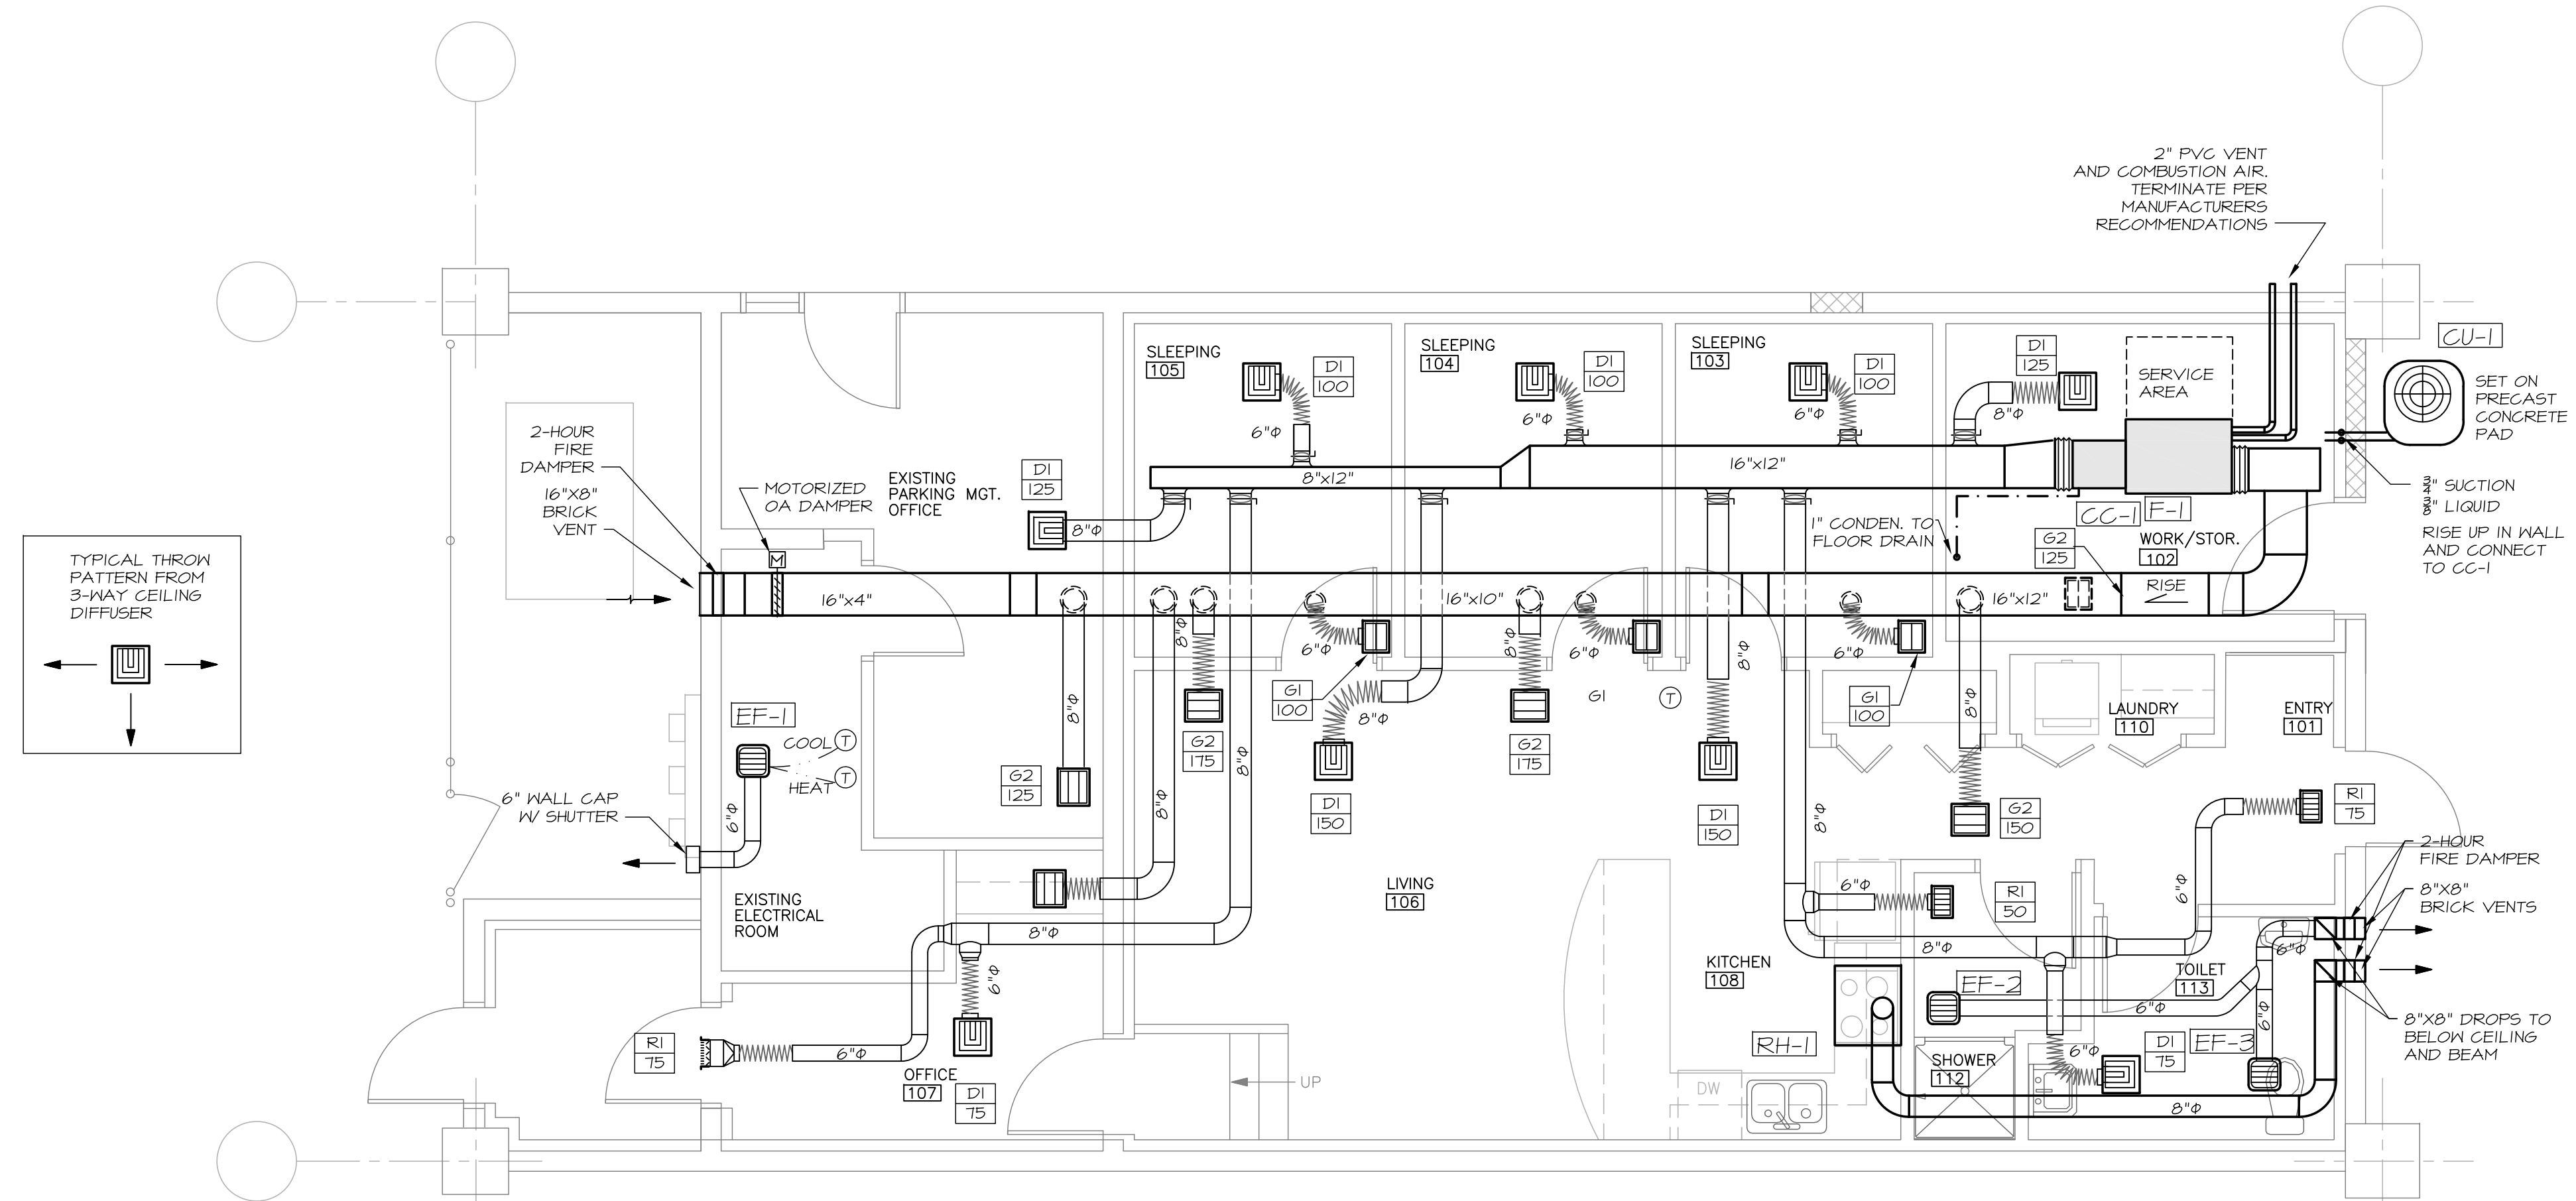 2" PVC VENT
AND COMBUSTION AIR.
TERMINATE PER
MANUFACTURERS
RECOMMENDATIONS
CU-1
SET ON
PRECAST
CONCRETE
PAD
3/4" SUCTION
3/8" LIQUID
RISE UP IN WALL
AND CONNECT
TO CC-1
SLEEPING
105
D1
100
6"Φ
SLEEPING
104
D1
100
6"Φ
SLEEPING
103
D1
100
6"Φ
D1
125
8"Φ
SERVICE
AREA
2-HOUR
FIRE
DAMPER
16"X8"
BRICK
VENT
MOTORIZED
OA DAMPER
M
EXISTING
PARKING MGT.
OFFICE
D1
125
8"Φ
8"x12"
16"x12"
1" CONDEN. TO
FLOOR DRAIN
CC-1
F-1
G2
125
WORK/STOR.
102
TYPICAL THROW
PATTERN FROM
3-WAY CEILING
DIFFUSER
16"x4"
16"x10"
16"x12"
RISE
8"Φ
6"Φ
8"Φ
6"Φ
8"Φ
6"Φ
G1
100
G1
T
G1
100
8"Φ
8"Φ
8"Φ
LAUNDRY
110
ENTRY
101
EF-1
COOL
T
HEAT
T
6"Φ
G2
125
G2
175
8"Φ
G2
175
D1
150
D1
150
G2
150
R1
75
6" WALL CAP
W/ SHUTTER
8"Φ
8"Φ
2-HOUR
FIRE DAMPER
8"X8"
BRICK VENTS
EXISTING
ELECTRICAL
ROOM
LIVING
106
6"Φ
R1
50
6"Φ
8"Φ
8"Φ
6"Φ
6"Φ
KITCHEN
108
EF-2
TOILET
113
6"Φ
6"Φ
8"X8" DROPS TO
BELOW CEILING
AND BEAM
R1
75
6"Φ
OFFICE
107
D1
75
UP
RH-1
DW
SHOWER
112
6"Φ
D1
75
EF-3
8"Φ